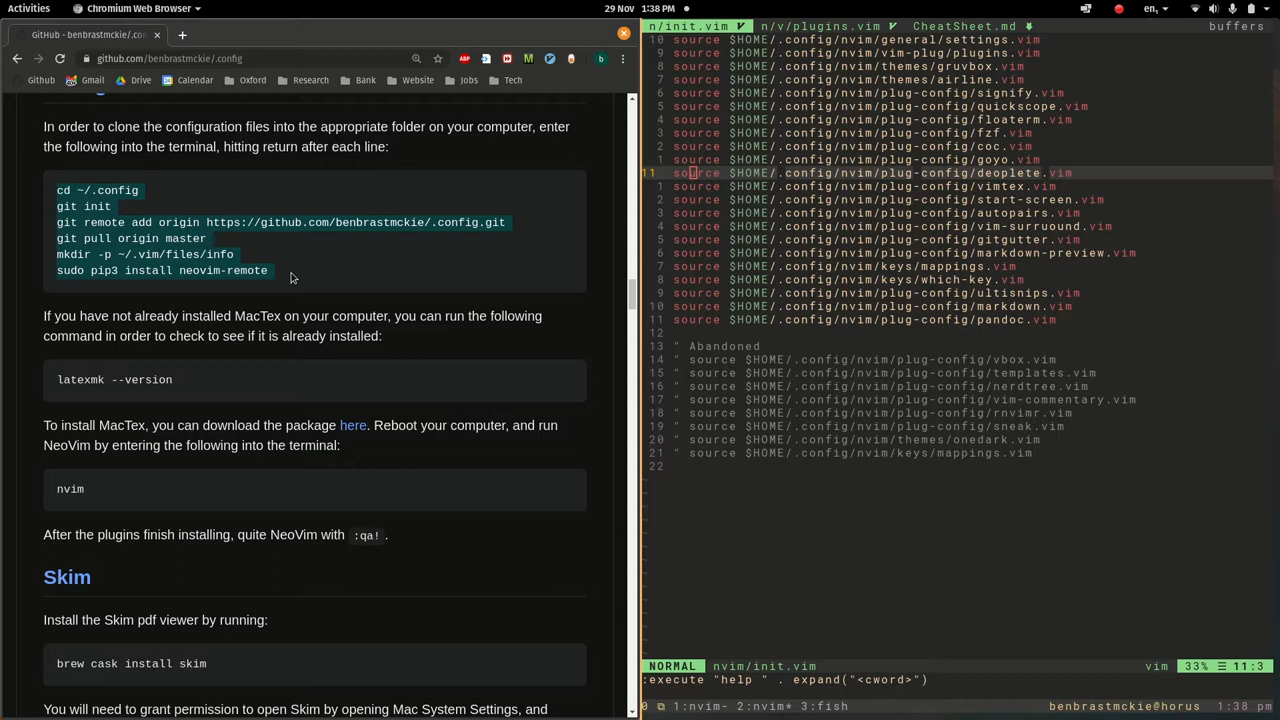 Activities
Chromium Web Browser
29 Nov 1:38 PM
en₁
GitHub - benbrastmckie/.con
github.com/benbrastmckie/.config
Github Gmail Drive Calendar Oxford Research Bank Website Jobs Tech
In order to clone the configuration files into the appropriate folder on your computer, enter
the following into the terminal, hitting return after each line:
cd ~/.config
git init
git remote add origin https://github.com/benbrastmckie/.config.git
git pull origin master
mkdir -p ~/.vim/files/info
sudo pip3 install neovim-remote
If you have not already installed MacTex on your computer, you can run the following
command in order to check to see if it is already installed:
latexmk --version
To install MacTex, you can download the package here. Reboot your computer, and run
NeoVim by entering the following into the terminal:
nvim
After the plugins finish installing, quite NeoVim with :qa!.
Skim
Install the Skim pdf viewer by running:
brew cask install skim
You will need to grant permission to open Skim by opening Mac System Settings, and
n/init.vim n/v/plugins.vim CheatSheet.md buffers
10 source $HOME/.config/nvim/general/settings.vim
9 source $HOME/.config/nvim/vim-plug/plugins.vim
8 source $HOME/.config/nvim/themes/gruvbox.vim
7 source $HOME/.config/nvim/themes/airline.vim
6 source $HOME/.config/nvim/plug-config/signify.vim
5 source $HOME/.config/nvim/plug-config/quickscope.vim
4 source $HOME/.config/nvim/plug-config/floaterm.vim
3 source $HOME/.config/nvim/plug-config/fzf.vim
2 source $HOME/.config/nvim/plug-config/coc.vim
1 source $HOME/.config/nvim/plug-config/goyo.vim
11 source $HOME/.config/nvim/plug-config/deoplete.vim
1 source $HOME/.config/nvim/plug-config/vimtex.vim
2 source $HOME/.config/nvim/plug-config/start-screen.vim
3 source $HOME/.config/nvim/plug-config/autopairs.vim
4 source $HOME/.config/nvim/plug-config/vim-surruound.vim
5 source $HOME/.config/nvim/plug-config/gitgutter.vim
6 source $HOME/.config/nvim/plug-config/markdown-preview.vim
7 source $HOME/.config/nvim/keys/mappings.vim
8 source $HOME/.config/nvim/keys/which-key.vim
9 source $HOME/.config/nvim/plug-config/ultisnips.vim
10 source $HOME/.config/nvim/plug-config/markdown.vim
11 source $HOME/.config/nvim/plug-config/pandoc.vim
12
13 " Abandoned
14 " source $HOME/.config/nvim/plug-config/vbox.vim
15 " source $HOME/.config/nvim/plug-config/templates.vim
16 " source $HOME/.config/nvim/plug-config/nerdtree.vim
17 " source $HOME/.config/nvim/plug-config/vim-commentary.vim
18 " source $HOME/.config/nvim/plug-config/rnvimr.vim
19 " source $HOME/.config/nvim/plug-config/sneak.vim
20 " source $HOME/.config/nvim/themes/onedark.vim
21 " source $HOME/.config/nvim/keys/mappings.vim
22
NORMAL nvim/init.vim vim 33% ☰ 11:3
:execute "help " . expand("<cword>")
0 1:nvim- 2:nvim* 3:fish benbrastmckie@horus 1:38 pm